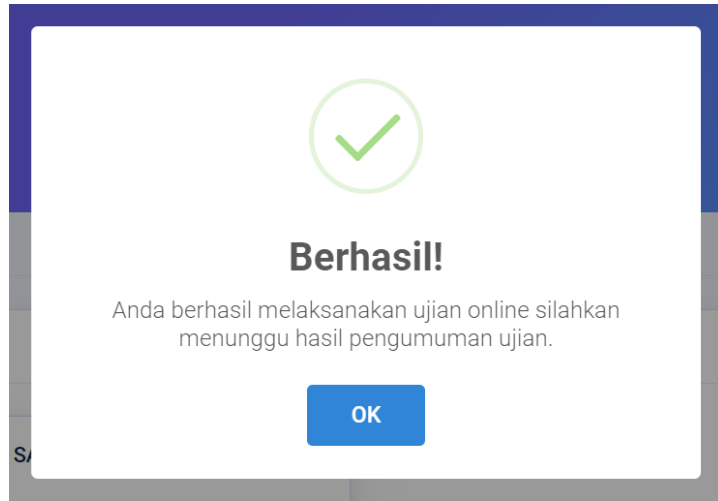 Berhasil!
Anda berhasil melaksanakan ujian online silahkan
menunggu hasil pengumuman ujian.
OK